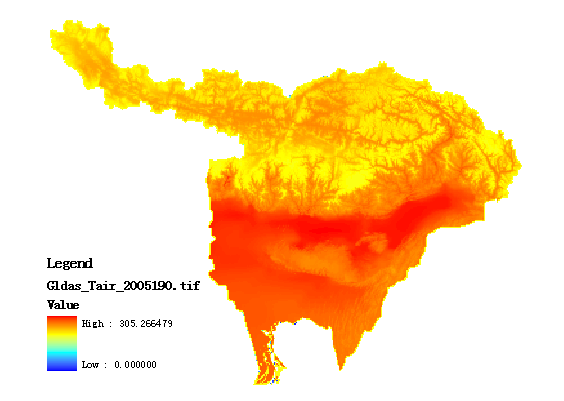 Legend
Gldas_Tair_2005190.tif
Value
High : 305.266479
Low : 0.000000